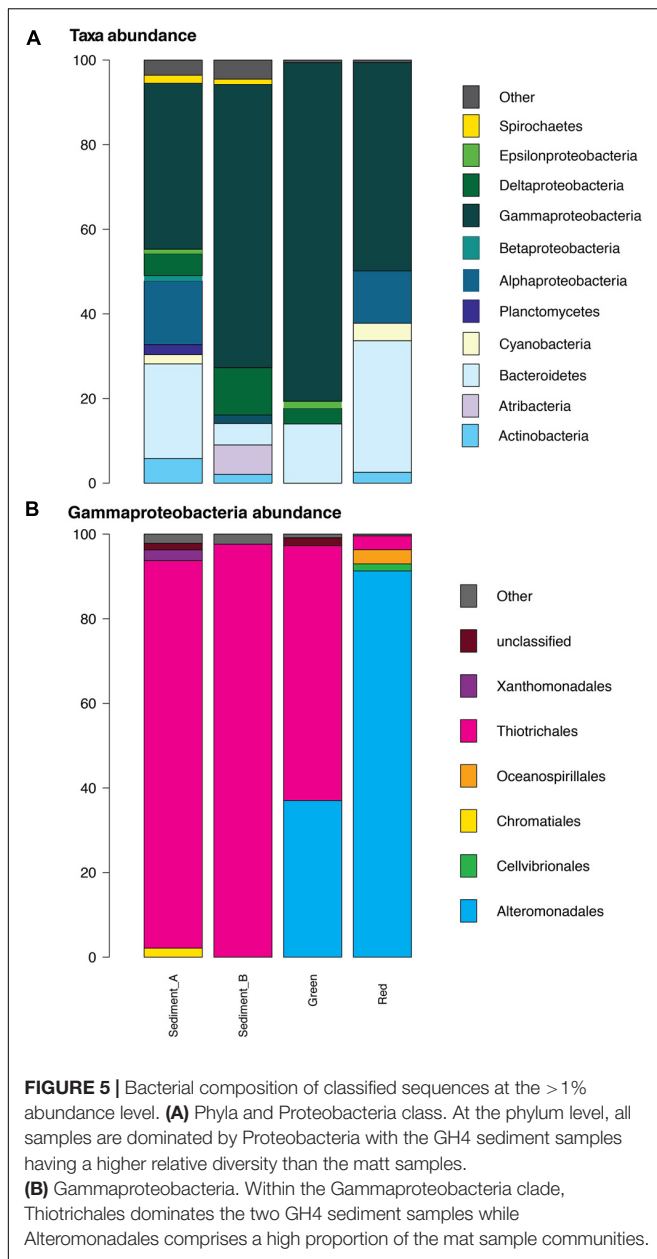 A Taxa abundance
100
80
60
40
20
0
Other
Spirochaetes
Epsilonproteobacteria
Deltaproteobacteria
Gammaproteobacteria
Betaproteobacteria
Alphaproteobacteria
Planctomycetes
Cyanobacteria
Bacteroidetes
Atribacteria
Actinobacteria
B Gammaproteobacteria abundance
100
80
60
40
20
0
Other
unclassified
Xanthomonadales
Thiotrichales
Oceanospirillales
Chromatiales
Cellvibrionales
Alteromonadales
Sediment_A
Sediment_B
Green
Red
FIGURE 5 | Bacterial composition of classified sequences at the >1%
abundance level. (A) Phyla and Proteobacteria class. At the phylum level, all
samples are dominated by Proteobacteria with the GH4 sediment samples
having a higher relative diversity than the matt samples.
(B) Gammaproteobacteria. Within the Gammaproteobacteria clade,
Thiotrichales dominates the two GH4 sediment samples while
Alteromonadales comprises a high proportion of the mat sample communities.